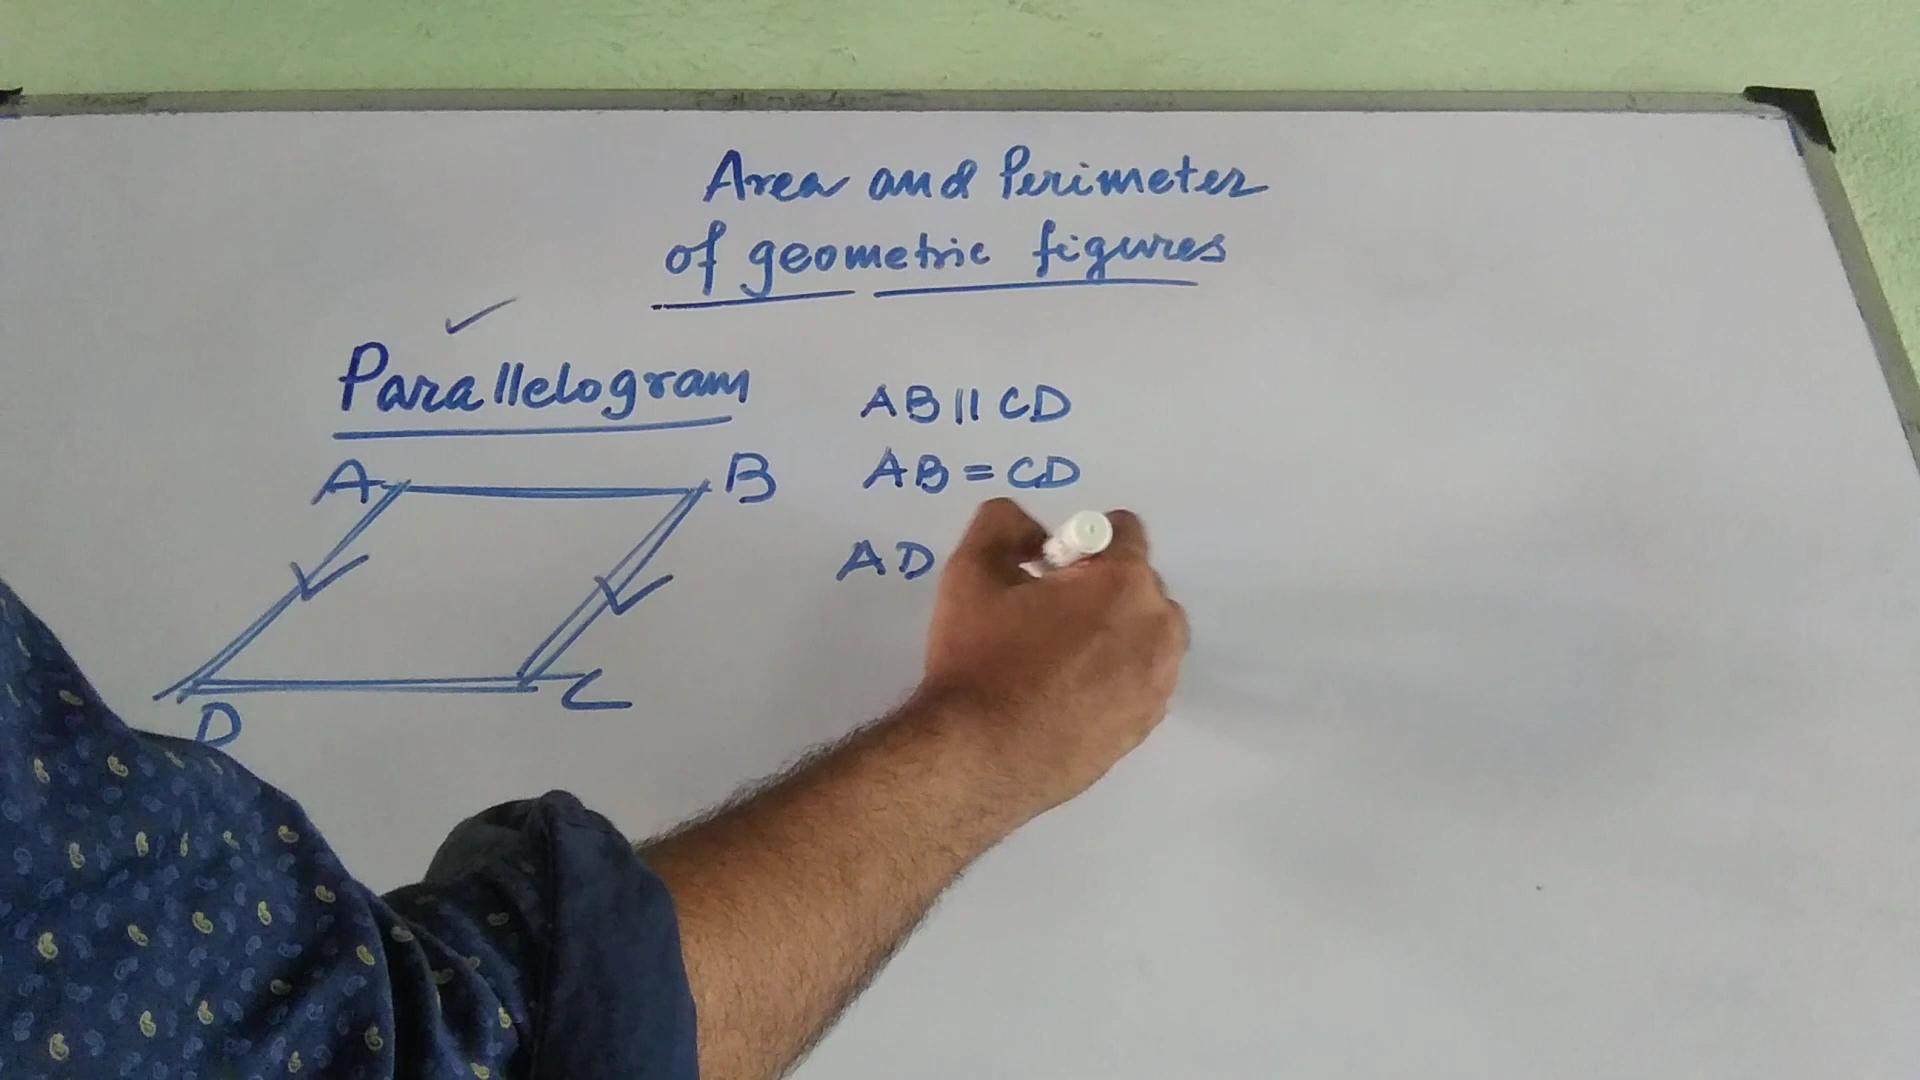 Area and Perimeter
of geometric figures
Parallelogram
AB || CD
A B
AB = CD
AD
D C